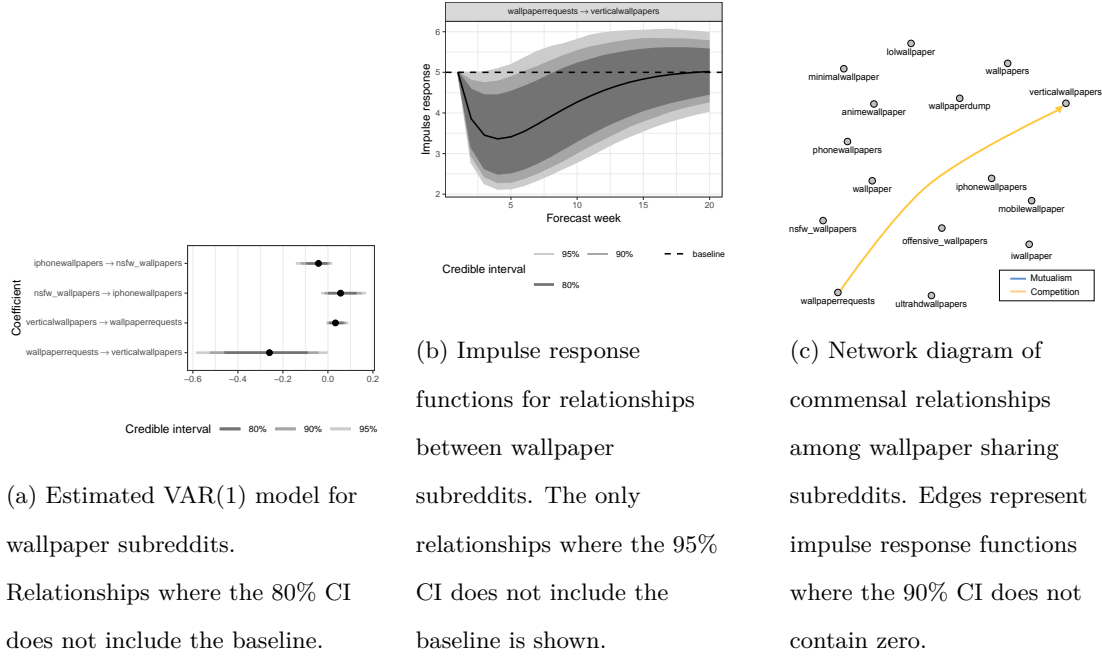 wallpaperrequests → verticalwallpapers
6
5
4
3
2
Impulse response
5
10
15
20
Forecast week
Credible interval
95%
90%
baseline
80%
lolwallpaper
minimalwallpaper
wallpapers
verticalwallpapers
wallpaperdump
animewallpaper
phonewallpapers
wallpaper
iphonewallpapers
mobilewallpaper
nsfw_wallpapers
offensive_wallpapers
iwallpaper
wallpaperrequests
ultrahdwallpapers
Mutualism
Competition
Coefficient
iphonewallpapers → nsfw_wallpapers
nsfw_wallpapers → iphonewallpapers
verticalwallpapers → wallpaperrequests
wallpaperrequests → verticalwallpapers
−0.6
−0.4
−0.2
0.0
0.2
Credible interval
80%
90%
95%
(a) Estimated VAR(1) model for
wallpaper subreddits.
Relationships where the 80% CI
does not include the baseline.
(b) Impulse response
functions for relationships
between wallpaper
subreddits. The only
relationships where the 95%
CI does not include the
baseline is shown.
(c) Network diagram of
commensal relationships
among wallpaper sharing
subreddits. Edges represent
impulse response functions
where the 90% CI does not
contain zero.